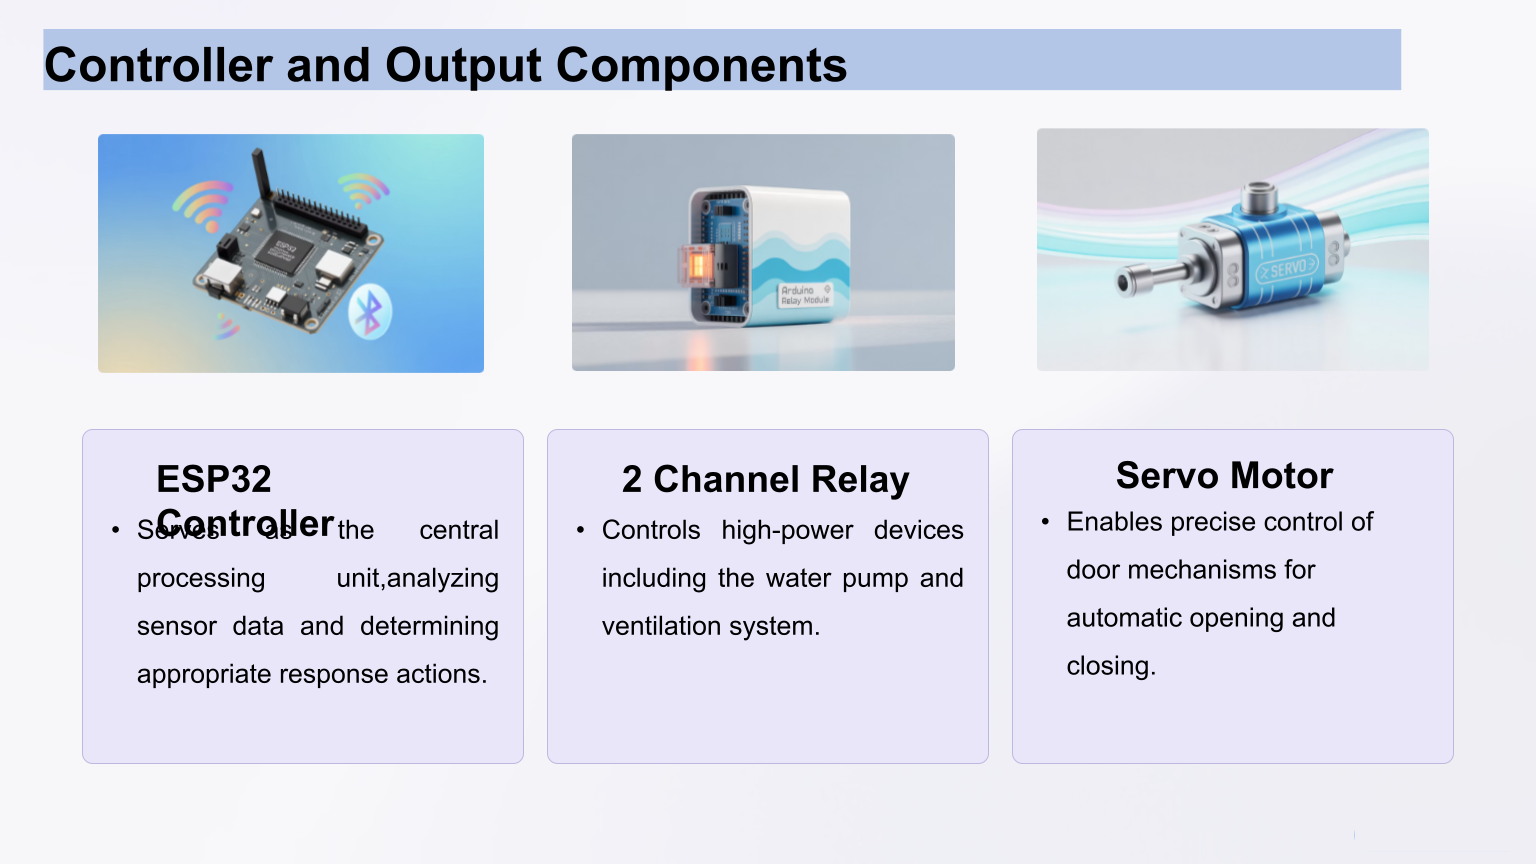 Controller and Output Components
ESP32
Arduino
Relay Module
SERVO
ESP32
Controller
• Serves as the central
processing unit,analyzing
sensor data and determining
appropriate response actions.
2 Channel Relay
• Controls high-power devices
including the water pump and
ventilation system.
Servo Motor
• Enables precise control of
door mechanisms for
automatic opening and
closing.